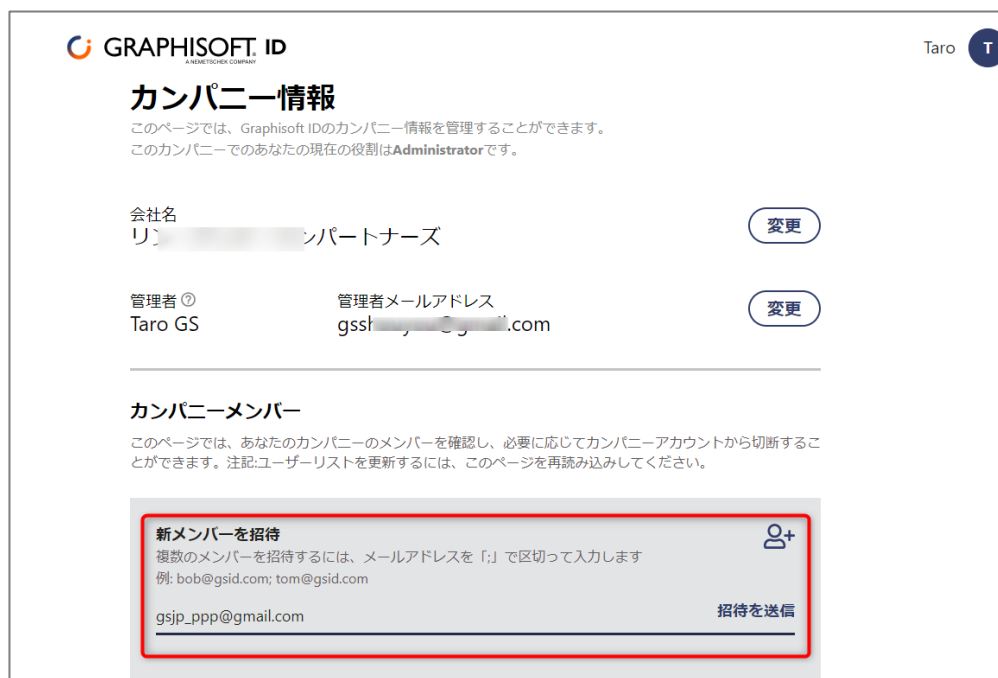 GRAPHISOFT. ID
A NEMETSCHEK COMPANY
Taro T
カンパニー情報
このページでは、Graphisoft IDのカンパニー情報を管理することができます。
このカンパニーでのあなたの現在の役割はAdministratorです。
会社名
リン パートナーズ
変更
管理者 ? 管理者メールアドレス
Taro GS gssh .com
変更
カンパニーメンバー
このページでは、あなたのカンパニーのメンバーを確認し、必要に応じてカンパニーアカウントから切断するこ
とができます。注記:ユーザーリストを更新するには、このページを再読み込みしてください。
新メンバーを招待
複数のメンバーを招待するには、メールアドレスを「;」で区切って入力します
例: bob@gsid.com; tom@gsid.com
gsjp_ppp@gmail.com 招待を送信